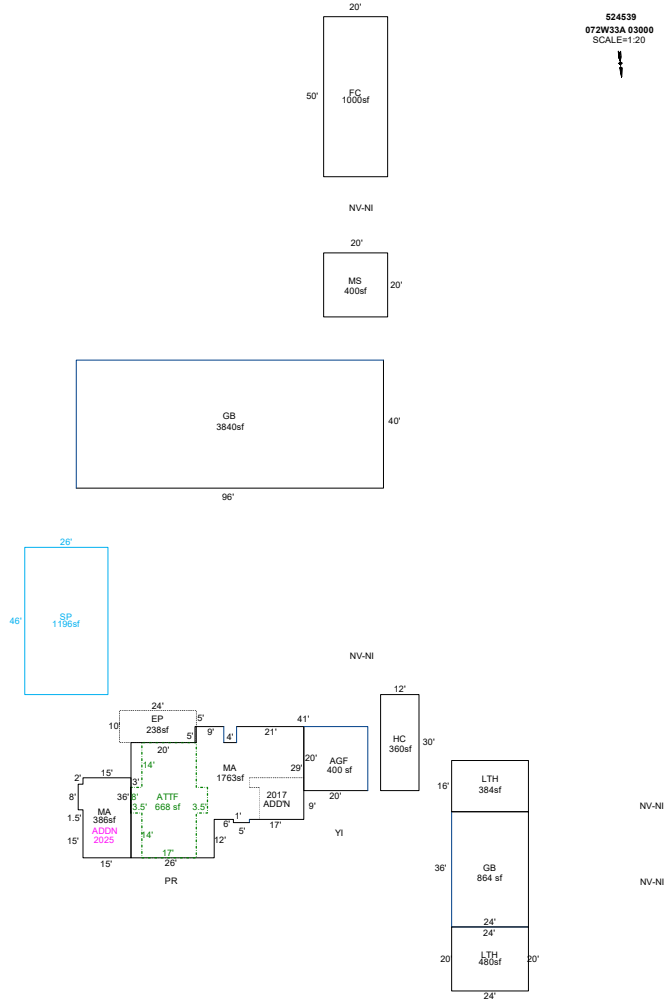 524539
072W33A 03000
SCALE=1:20
20'
50'
FC
1000sf
NV-NI
20'
MS
400sf
20'
GB
3840sf
40'
96'
26'
46'
SP
1196sf
NV-NI
24'
EP
238sf
10'
5'
5'
20'
9'
4'
21'
41'
20'
29'
MA
1763sf
2017
ADD'N
9'
17'
1'
5'
6'
12'
AGF
400 sf
20'
YI
12'
HC
360sf
30'
14'
3'
36'
8'
3.5'
ATTF
668 sf
3.5'
14'
17'
26'
PR
15'
2'
8'
1.5'
15'
MA
386sf
ADDN
2025
15'
16'
LTH
384sf
NV-NI
36'
GB
864 sf
NV-NI
24'
24'
20'
LTH
480sf
20'
24'